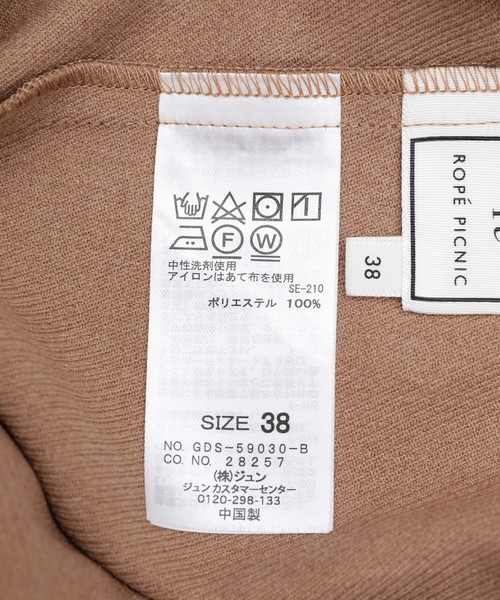 中性洗剤使用
アイロンはあて布を使用
SE-210
ポリエステル 100%
SIZE 38
NO. GDS-59030-B
CO. NO. 28257
(株)ジュン
ジュンカスタマーセンター
0120-298-133
中国製
38
ROPÉ PICNIC